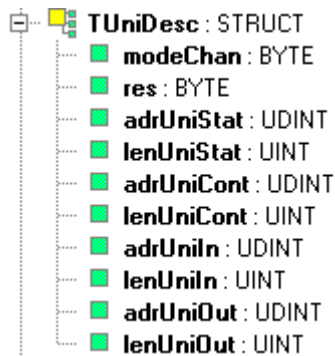 TUniDesc : STRUCT
modeChan : BYTE
res : BYTE
adrUniStat : UDINT
lenUniStat : UINT
adrUniCont : UDINT
lenUniCont : UINT
adrUniIn : UDINT
lenUniIn : UINT
adrUniOut : UDINT
lenUniOut : UINT